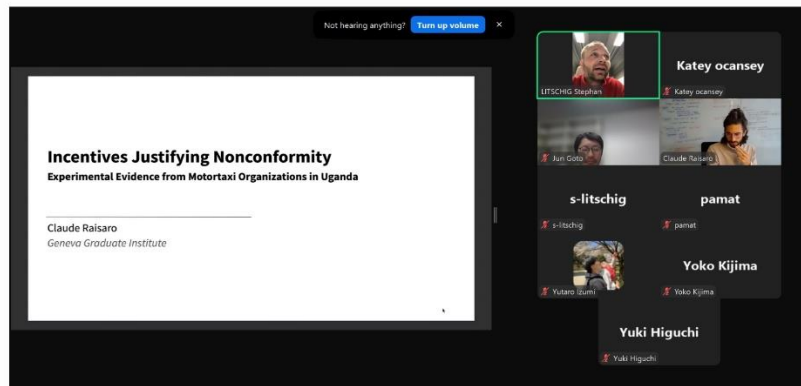 Not hearing anything? Turn up volume ×
Incentives Justifying Nonconformity
Experimental Evidence from Motortaxi Organizations in Uganda
Claude Raisaro
Geneva Graduate Institute
LITSCHIG Stephan
Katey ocansey
Katey ocansey
Jun Goto
Claude Raisaro
s-litschig
s-litschig
pamat
pamat
Yutaro Izumi
Yoko Kijima
Yoko Kijima
Yuki Higuchi
Yuki Higuchi